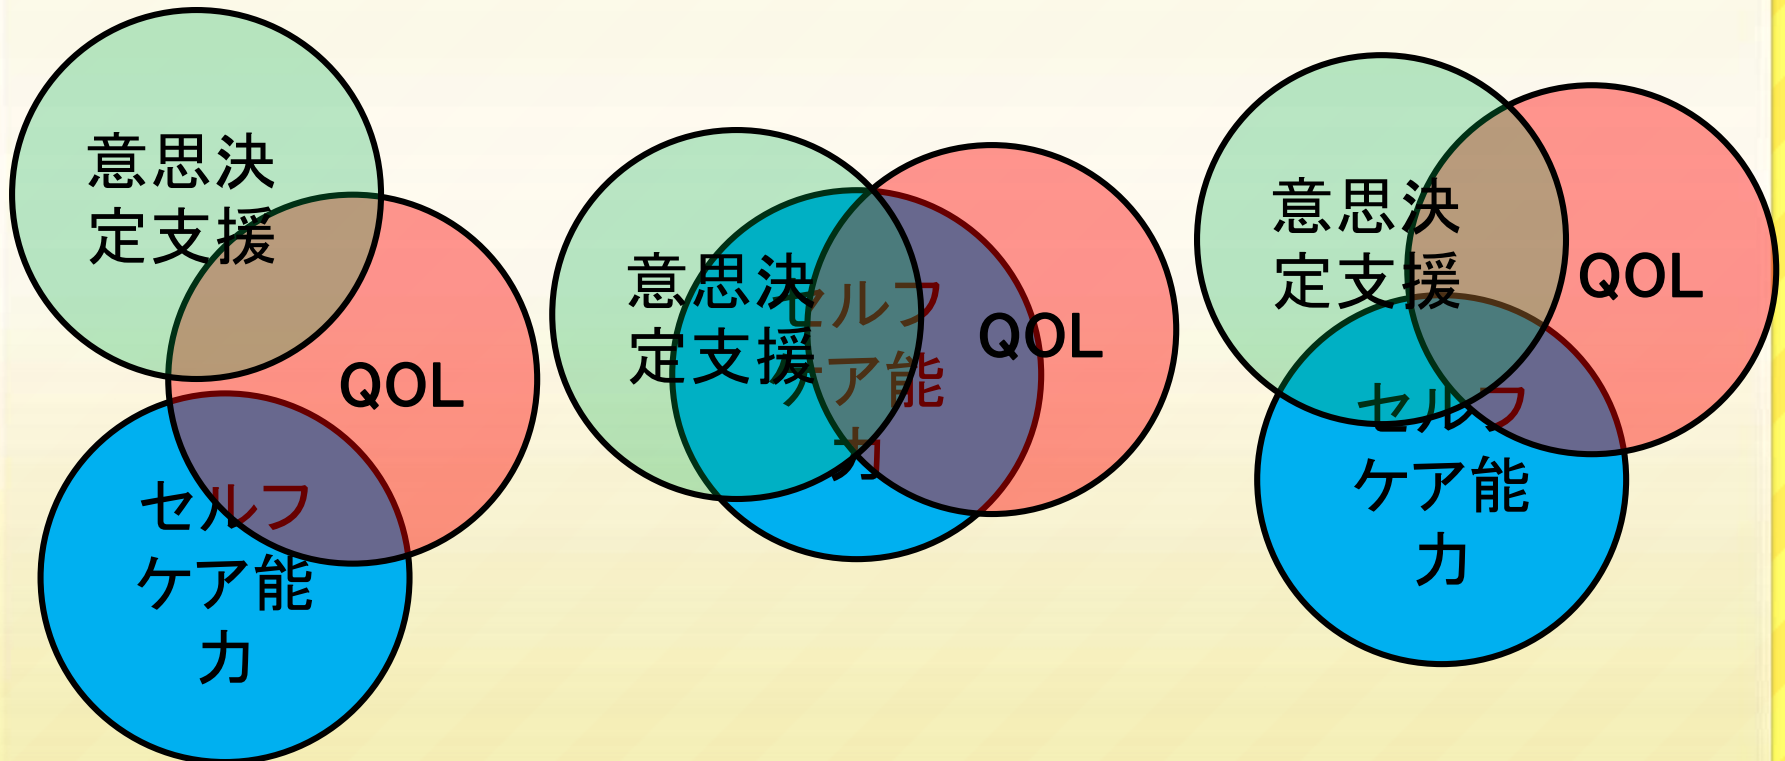 意思決
定支援
QOL
セルフ
ケア能
力
意思決
定支援
セルフ
ケア能
力
QOL
意思決
定支援
QOL
セルフ
ケア能
力